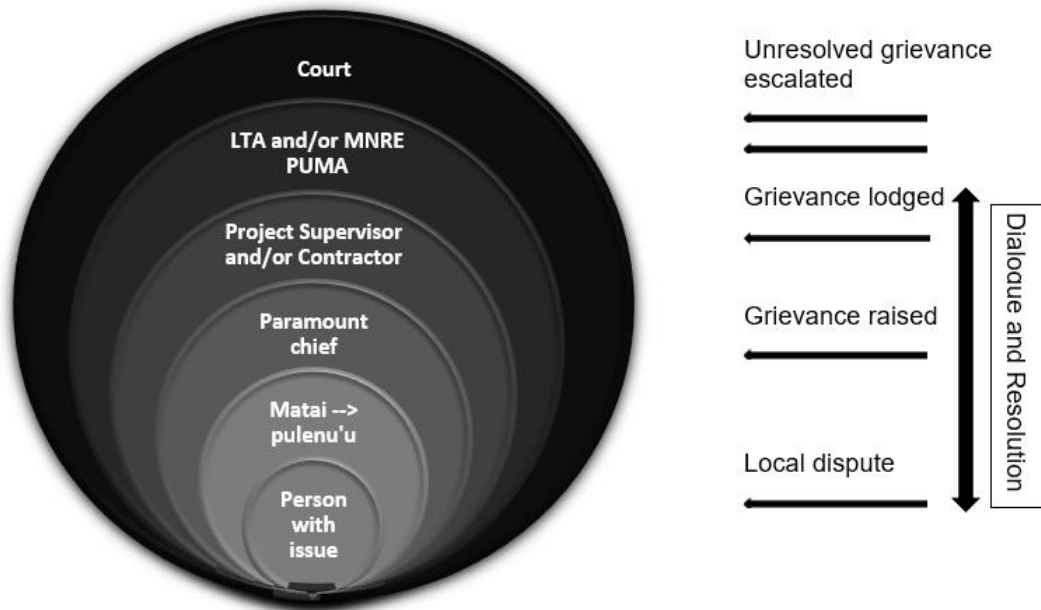 Court
LTA and/or MNRE
PUMA
Project Supervisor
and/or Contractor
Paramount
chief
Matai -->
pulenu'u
Person
with
issue
Unresolved grievance
escalated
Grievance lodged
Grievance raised
Local dispute
Dialogue and Resolution